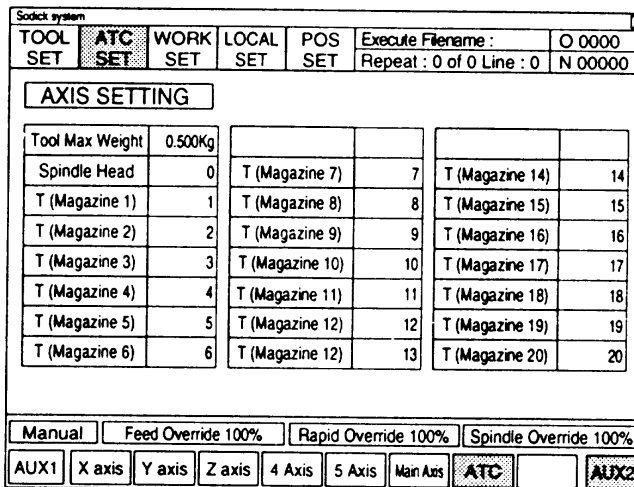 Sodick system
TOOL SET ATC SET WORK SET LOCAL SET POS SET Execute Filename : O 0000
Repeat : 0 of 0 Line : 0 N 00000
AXIS SETTING
Tool Max Weight 0.500Kg
Spindle Head 0 T (Magazine 7) 7 T (Magazine 14) 14
T (Magazine 1) 1 T (Magazine 8) 8 T (Magazine 15) 15
T (Magazine 2) 2 T (Magazine 9) 9 T (Magazine 16) 16
T (Magazine 3) 3 T (Magazine 10) 10 T (Magazine 17) 17
T (Magazine 4) 4 T (Magazine 11) 11 T (Magazine 18) 18
T (Magazine 5) 5 T (Magazine 12) 12 T (Magazine 19) 19
T (Magazine 6) 6 T (Magazine 12) 13 T (Magazine 20) 20
Manual Feed Override 100% Rapid Override 100% Spindle Override 100%
AUX1 X axis Y axis Z axis 4 Axis 5 Axis Main Axis ATC AUX2